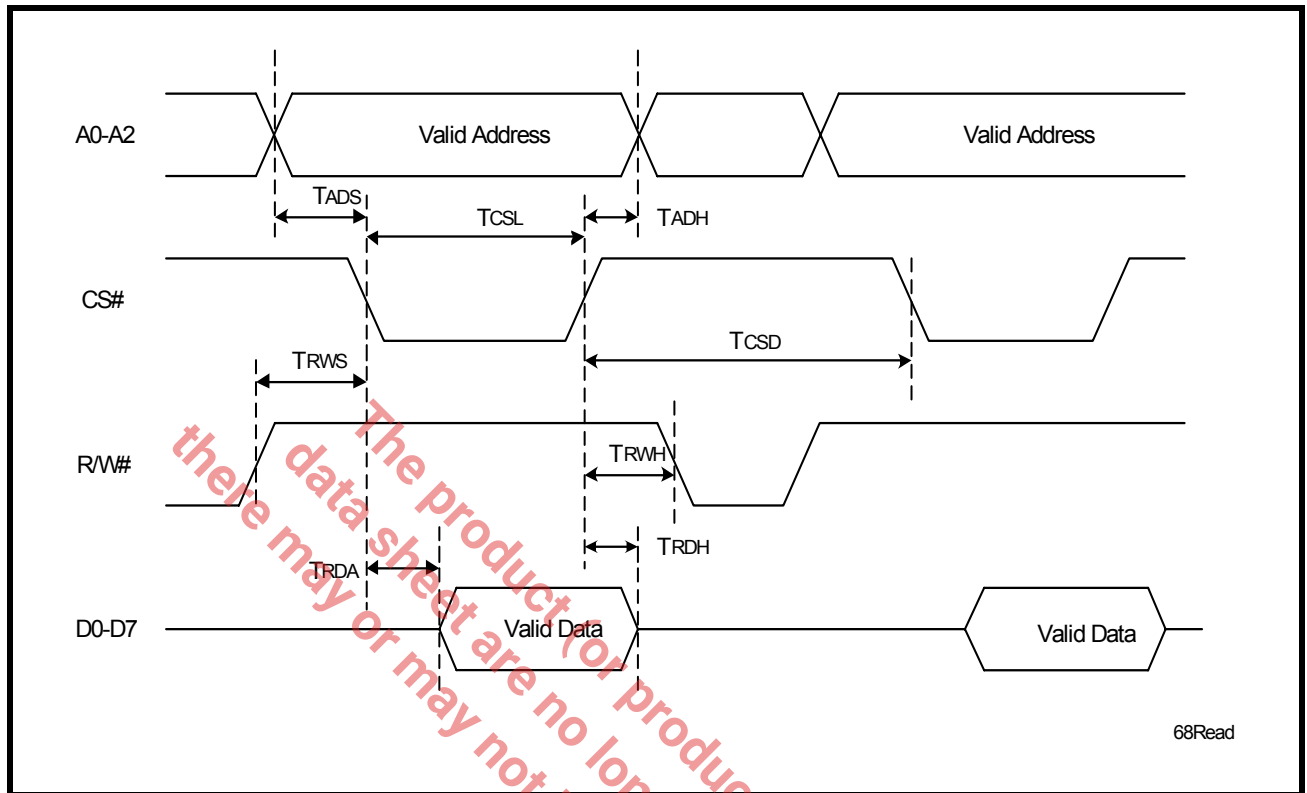 A0-A2
Valid Address
Valid Address
TADS
TCSL
TADH
CS#
TCSD
TRWS
R/W#
TRWH
TRDH
TRDA
D0-D7
Valid Data
Valid Data
68Read
The product (or produc
data sheet are no lon
there may or may not